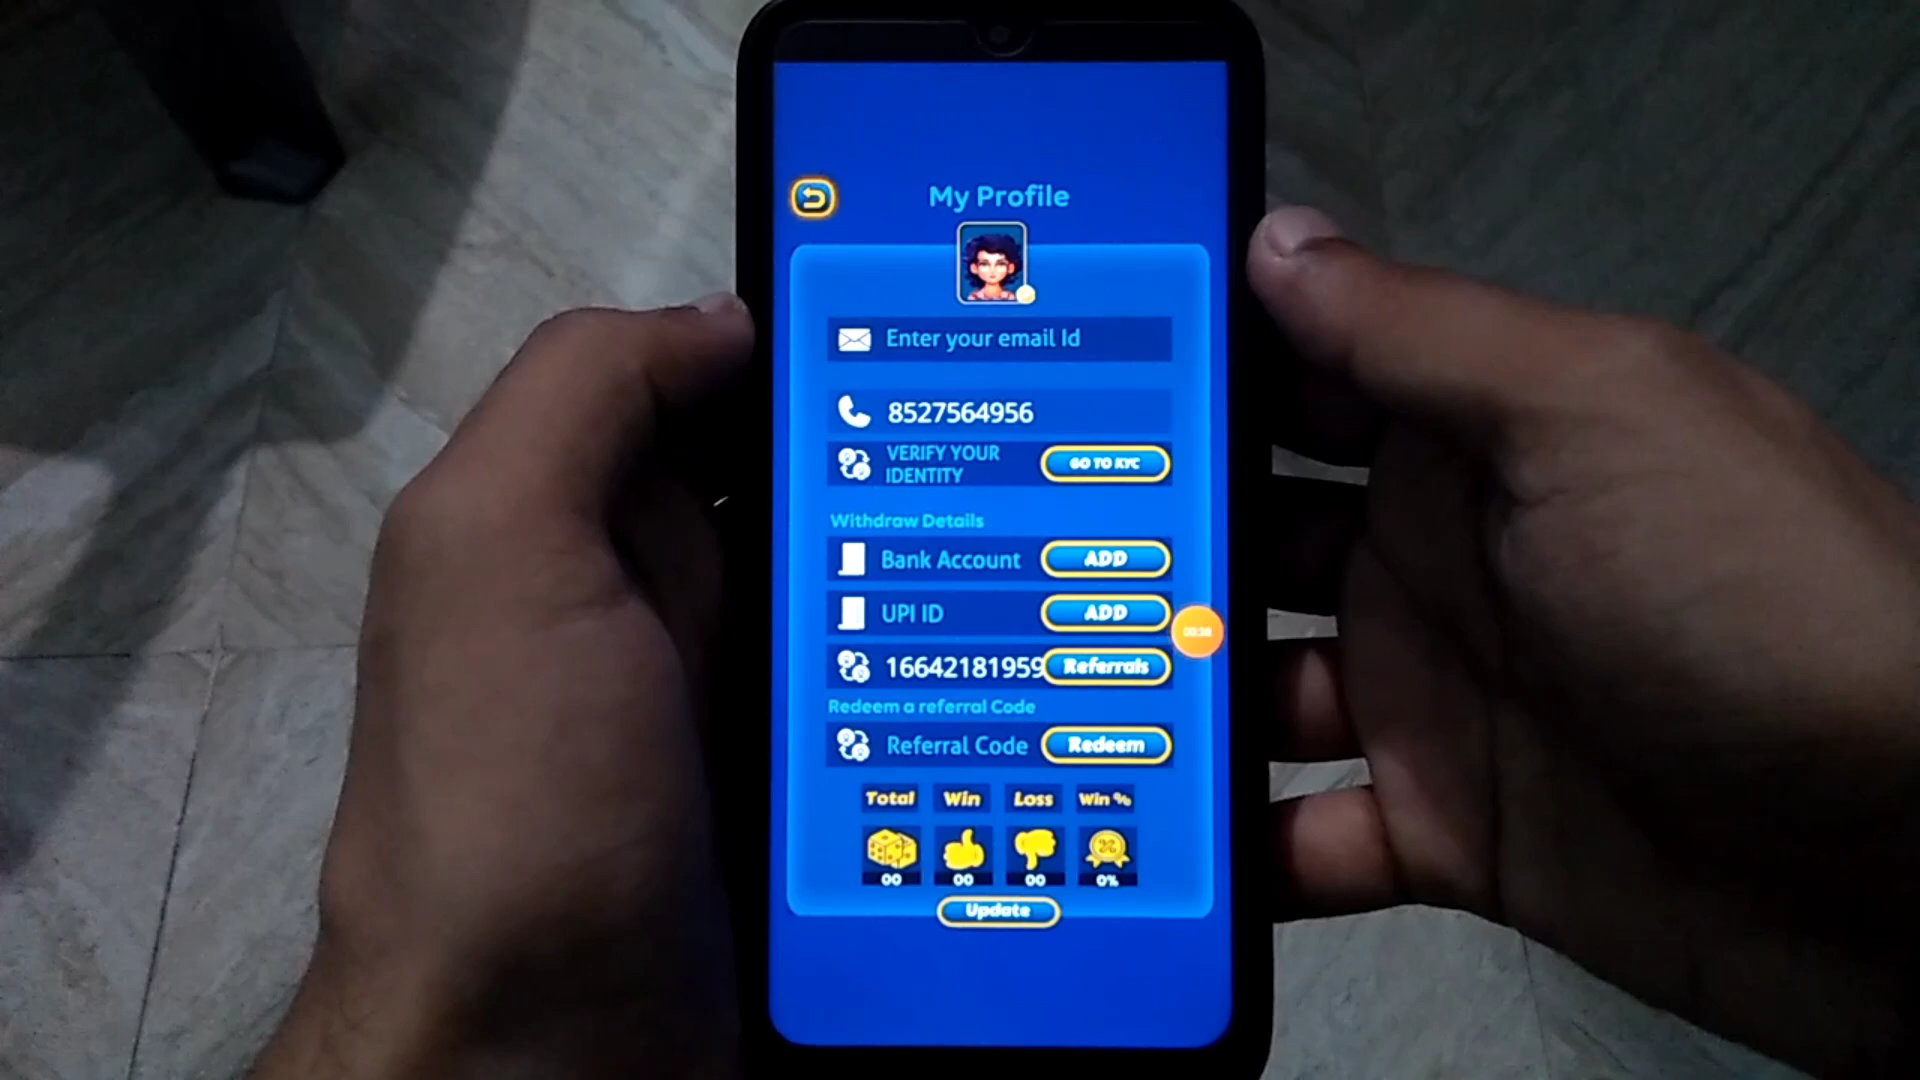 My Profile
Enter your email Id
8527564956
VERIFY YOUR
IDENTITY
GO TO KYC
Withdraw Details
Bank Account
ADD
UPI ID
ADD
16642181959
Referrals
Redeem a referral Code
Referral Code
Redeem
Total Win Loss Win %
00 00 00 0%
Update